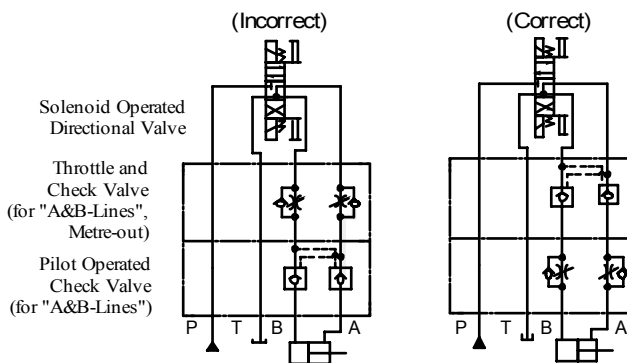 (Incorrect)
(Correct)
Solenoid Operated
Directional Valve
Throttle and
Check Valve
(for "A&B-Lines",
Metre-out)
Pilot Operated
Check Valve
(for "A&B-Lines")
P T B A
P T B A